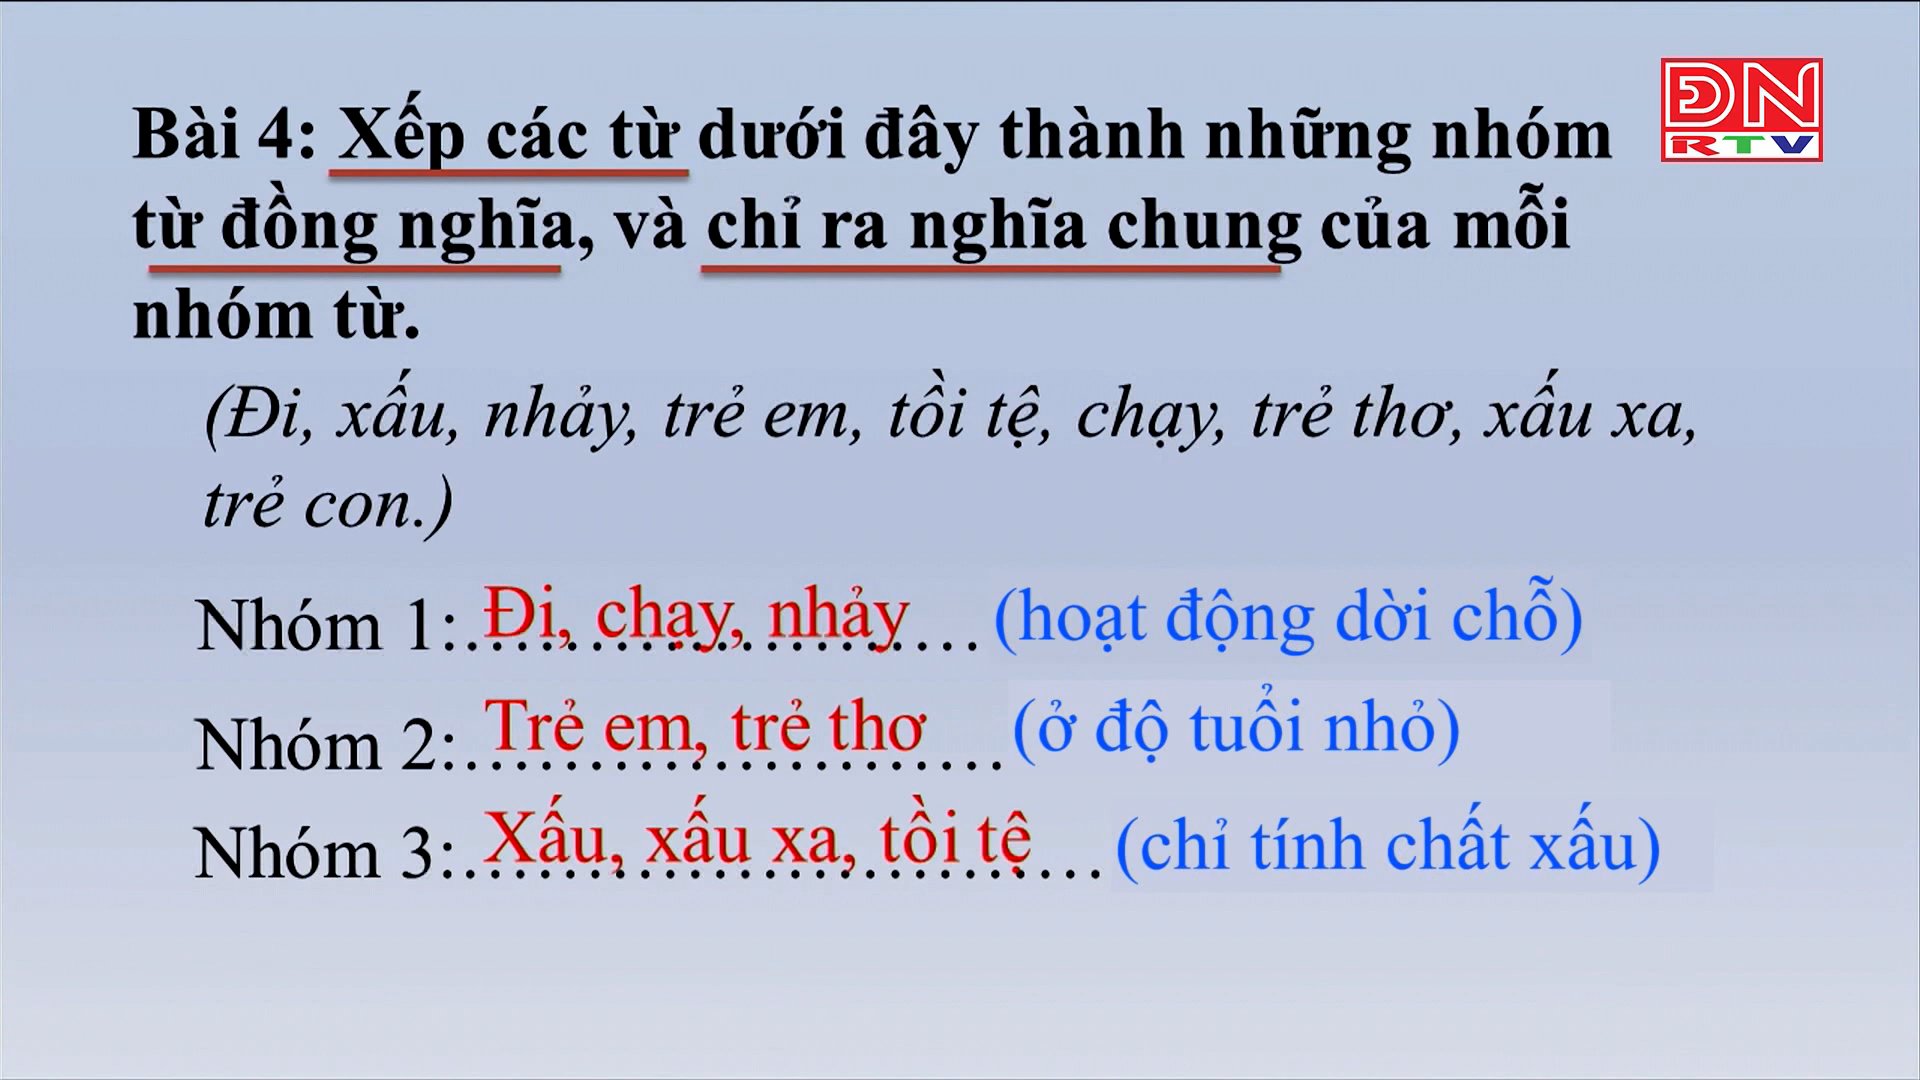 ĐN
RTV
Bài 4: Xếp các từ dưới đây thành những nhóm
từ đồng nghĩa, và chỉ ra nghĩa chung của mỗi
nhóm từ.
(Đi, xấu, nhảy, trẻ em, tồi tệ, chạy, trẻ thơ, xấu xa,
trẻ con.)
Nhóm 1:..................... Đi, chạy, nhảy (hoạt động dời chỗ)
Nhóm 2:...................... Trẻ em, trẻ thơ (ở độ tuổi nhỏ)
Nhóm 3:.......................... Xấu, xấu xa, tồi tệ (chỉ tính chất xấu)